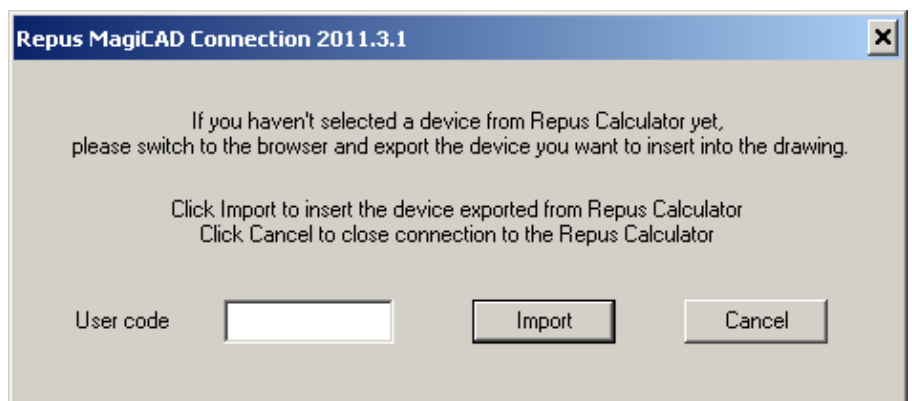 Repus MagiCAD Connection 2011.3.1
If you haven't selected a device from Repus Calculator yet,
please switch to the browser and export the device you want to insert into the drawing.
Click Import to insert the device exported from Repus Calculator
Click Cancel to close connection to the Repus Calculator
User code Import Cancel